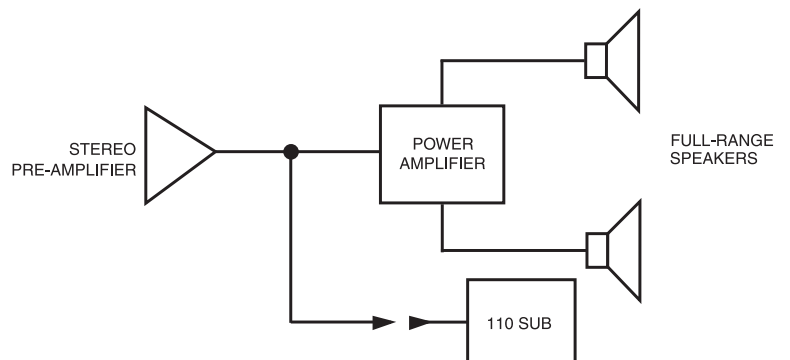 STEREO
PRE-AMPLIFIER
POWER
AMPLIFIER
FULL-RANGE
SPEAKERS
110 SUB